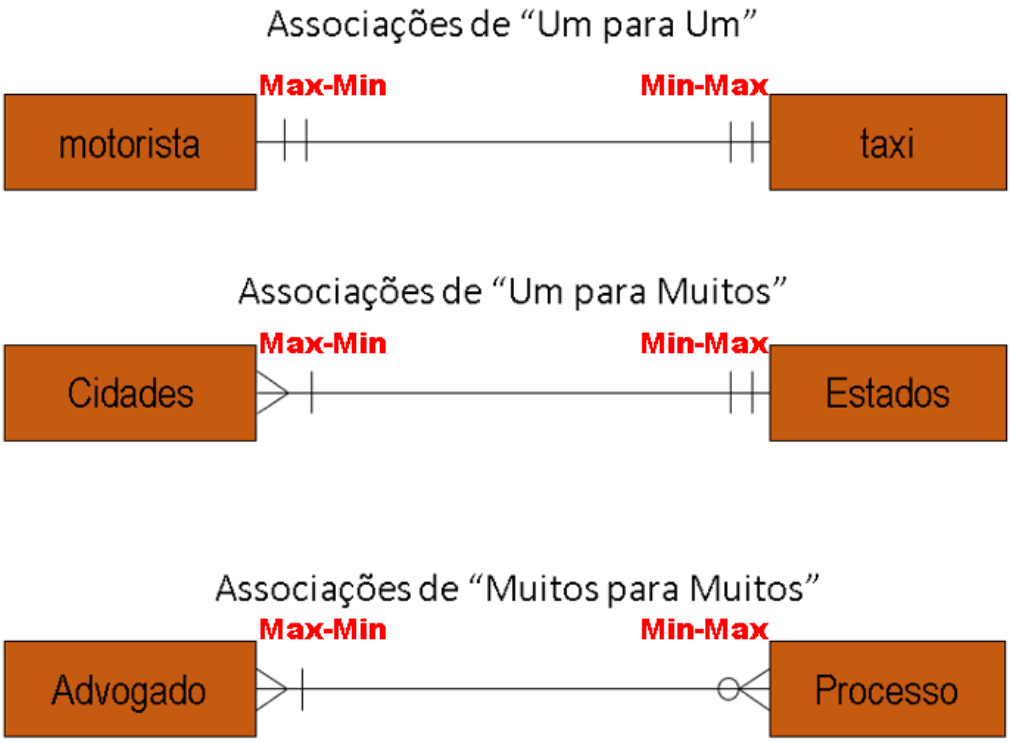 Associações de “Um para Um”
Max-Min Min-Max
motorista taxi
Associações de “Um para Muitos”
Max-Min Min-Max
Cidades Estados
Associações de “Muitos para Muitos”
Max-Min Min-Max
Advogado Processo